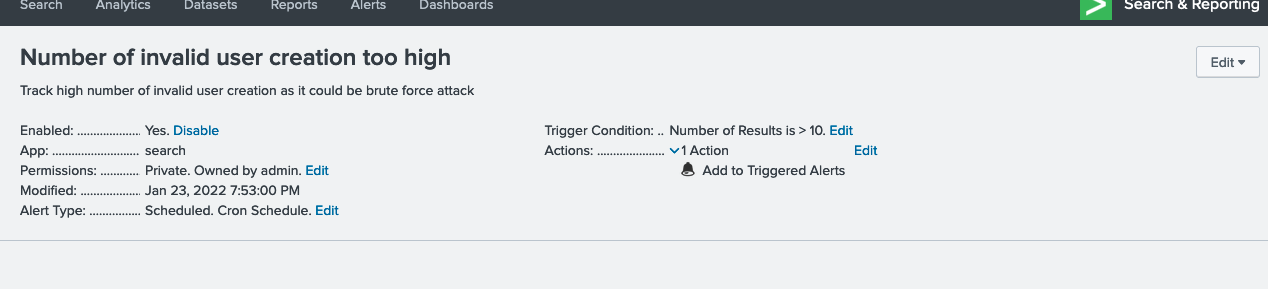 Search Analytics Datasets Reports Alerts Dashboards Search & Reporting
Number of invalid user creation too high
Edit
Track high number of invalid user creation as it could be brute force attack
Enabled: ................... Yes. Disable
App: ........................... search
Permissions: ............ Private. Owned by admin. Edit
Modified: .................. Jan 23, 2022 7:53:00 PM
Alert Type: ................ Scheduled. Cron Schedule. Edit
Trigger Condition: .. Number of Results is > 10. Edit
Actions: ..................... 1 Action Edit
Add to Triggered Alerts